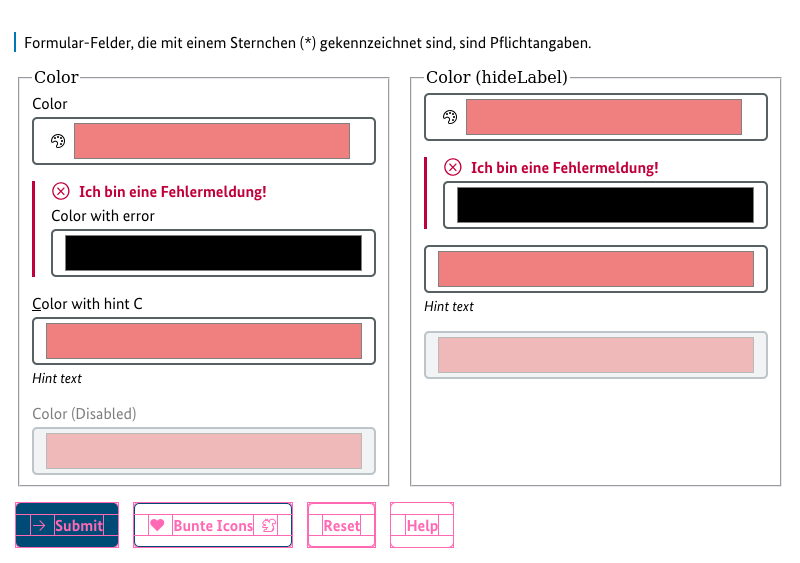 Formular-Felder, die mit einem Sternchen (*) gekennzeichnet sind, sind Pflichtangaben.
Color
Color
Ich bin eine Fehlermeldung!
Color with error
Color with hint C
Hint text
Color (Disabled)
Color (hideLabel)
Ich bin eine Fehlermeldung!
Hint text
Submit
Bunte Icons
Reset
Help